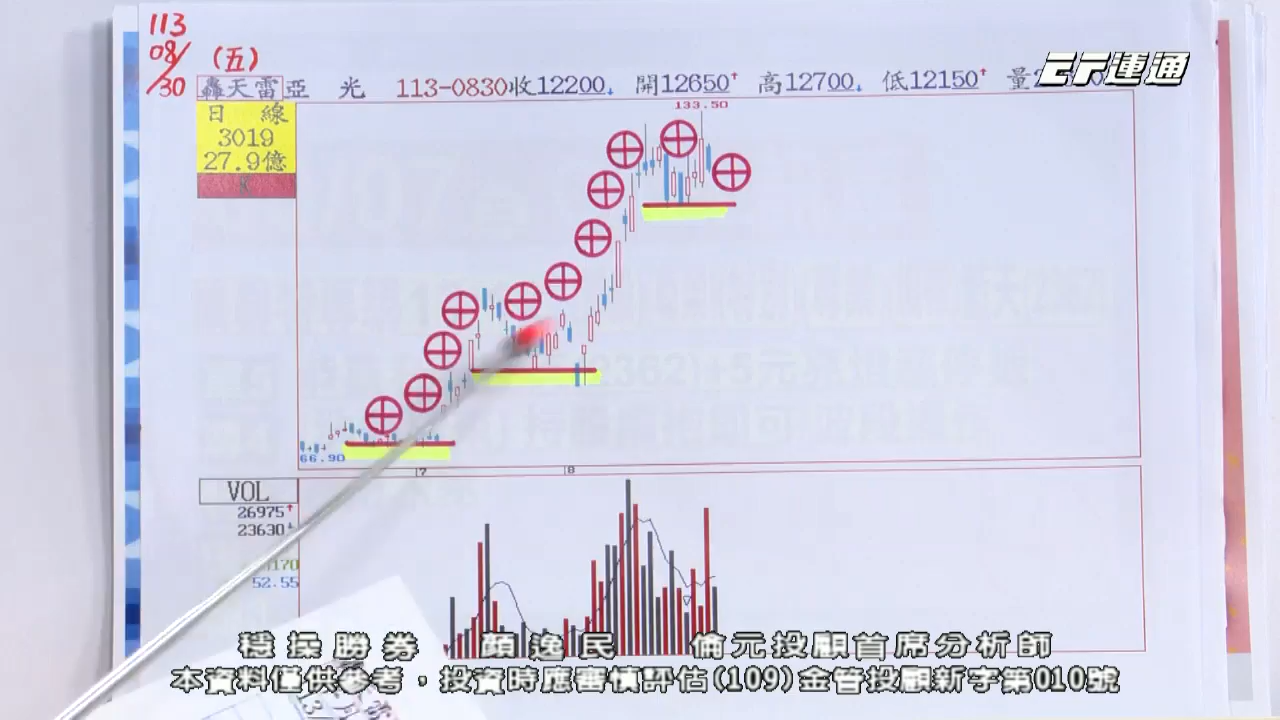 113
08/
/30 (五)
EF運通
轟天雷亞 光 113-0830收12200↓ 開12650↑ 高12700↓ 低12150↑ 量
日 線
3019
27.9億
K
133.50
66.90
7 8
VOL
26975↑
23630↓
170
52.55
穩操勝券 顏逸民 倫元投顧首席分析師
本資料僅供參考，投資時應審慎評估(109)金管投顧新字第010號